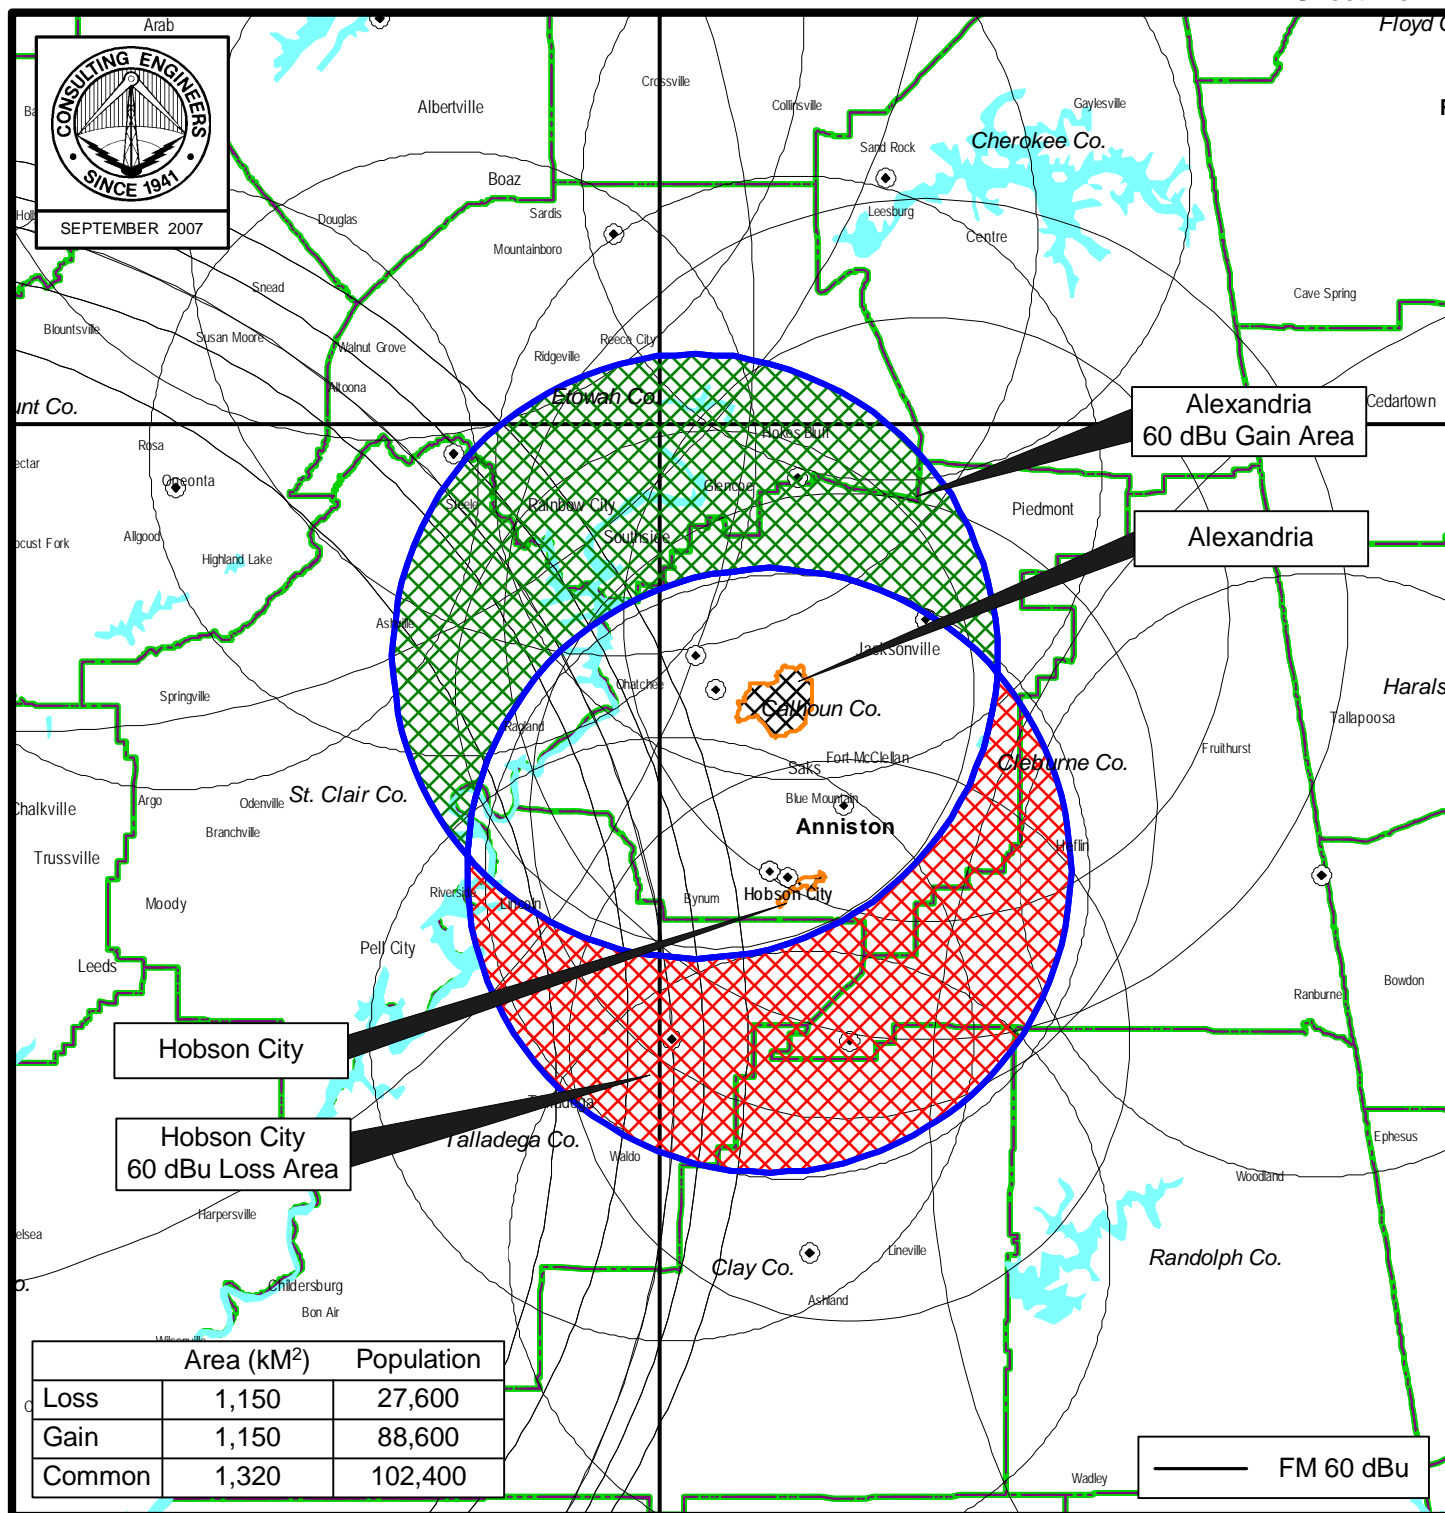 Arab
Floyd
CONSULTING ENGINEERS
SINCE 1941
SEPTEMBER 2007
Albertville
Crossville
Collinsville
Gaylesville
Cherokee Co.
Sand Rock
Boaz
Sardis
Douglas
Mountainboro
Leesburg
Centre
Snead
Cave Spring
Blountsville
Susan Moore
Walnut Grove
Reece City
Ridgeville
Altoona
Etowah Co.
Alexandria
60 dBu Gain Area
Cedartown
Hokes Bluff
Rosa
Oneonta
Glencoe
Steele
Rainbow City
Piedmont
Southside
Alexandria
Allgood
Highland Lake
Ashville
Jacksonville
Ohatchee
Springville
Calhoun Co.
Tallapoosa
Ragland
Fort McClellan
Fruithurst
Saks
Cleburne Co.
St. Clair Co.
Argo
Odenville
Blue Mountain
Chalkville
Branchville
Anniston
Heflin
Trussville
Riverside
Lincoln
Bynum
Hobson City
Moody
Pell City
Leeds
Ranburne
Bowdon
Hobson City
Talladega
Hobson City
60 dBu Loss Area
Talladega Co.
Waldo
Ephesus
Woodland
Harpersville
Clay Co.
Lineville
Randolph Co.
Childersburg
Bon Air
Ashland
Wilsonville
Area (kM²) Population
Loss 1,150 27,600
Gain 1,150 88,600
Common 1,320 102,400
Wadley
FM 60 dBu